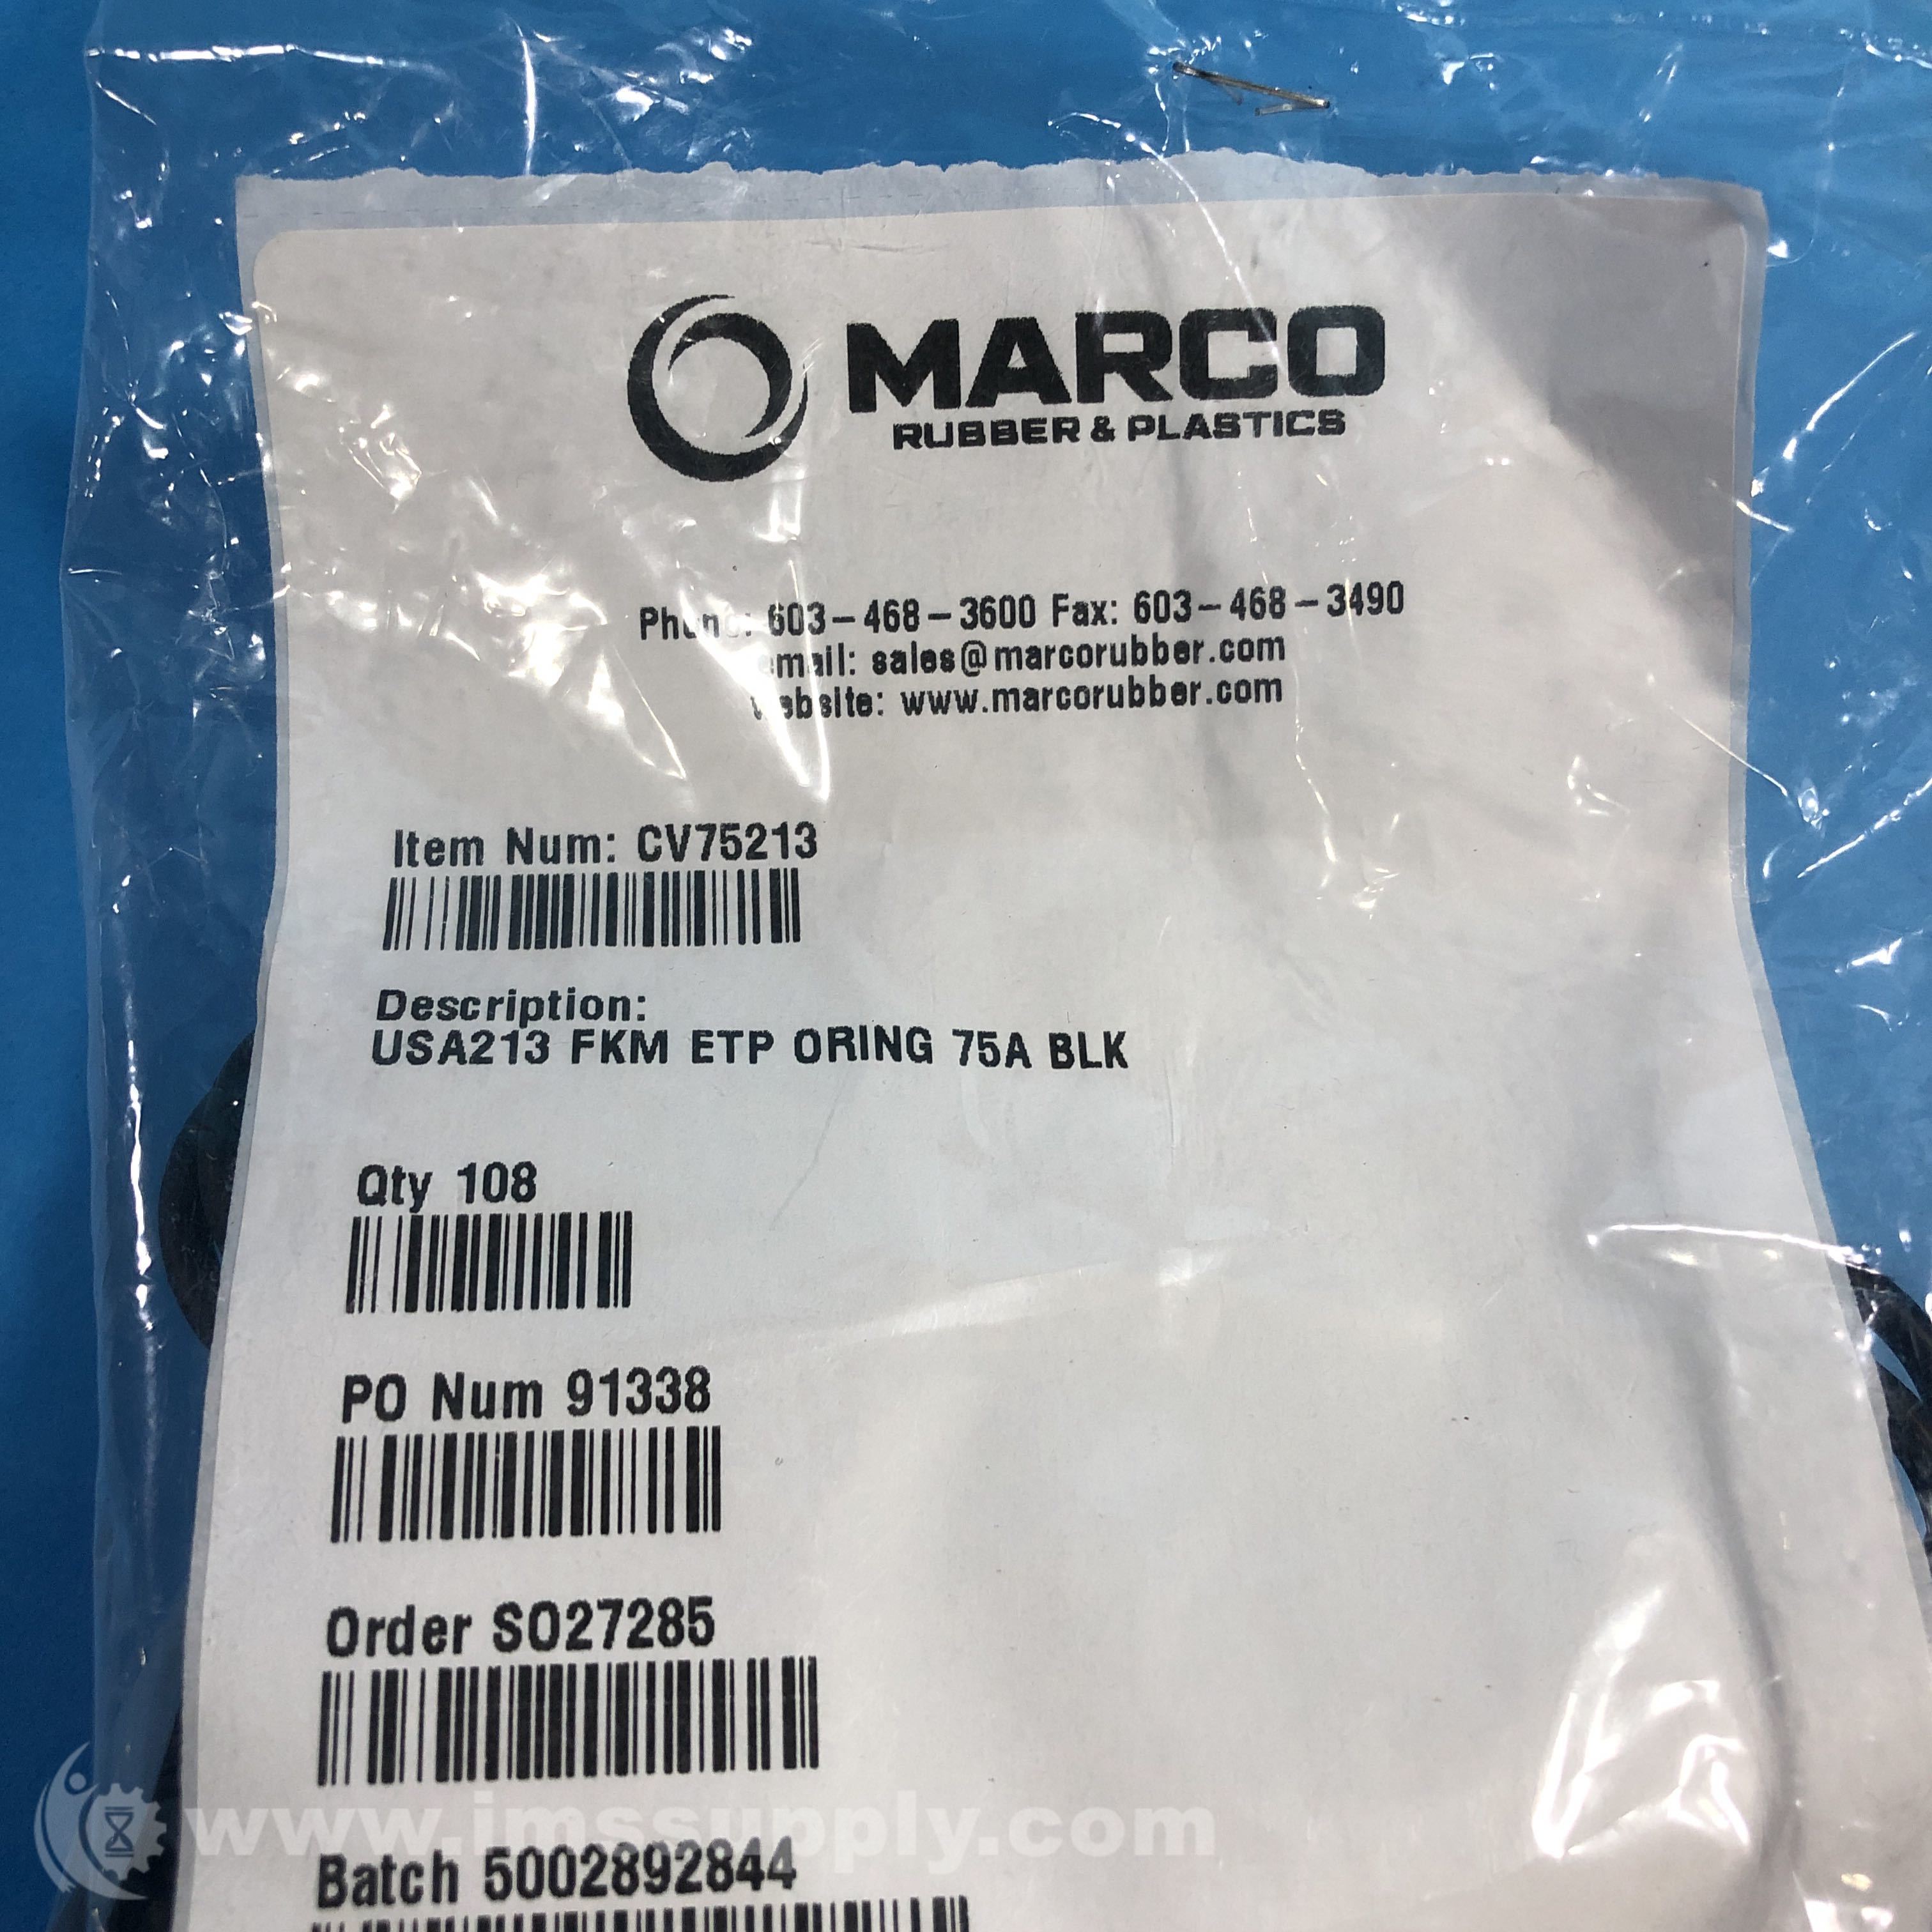 MARCO
RUBBER & PLASTICS
Phone: 603-468-3600 Fax: 603-468-3490
email: sales@marcorubber.com
website: www.marcorubber.com
Item Num: CV75213
Description:
USA213 FKM ETP ORING 75A BLK
Qty 108
PO Num 91338
Order SO27285
www.imssupply.com
Batch 5002892844